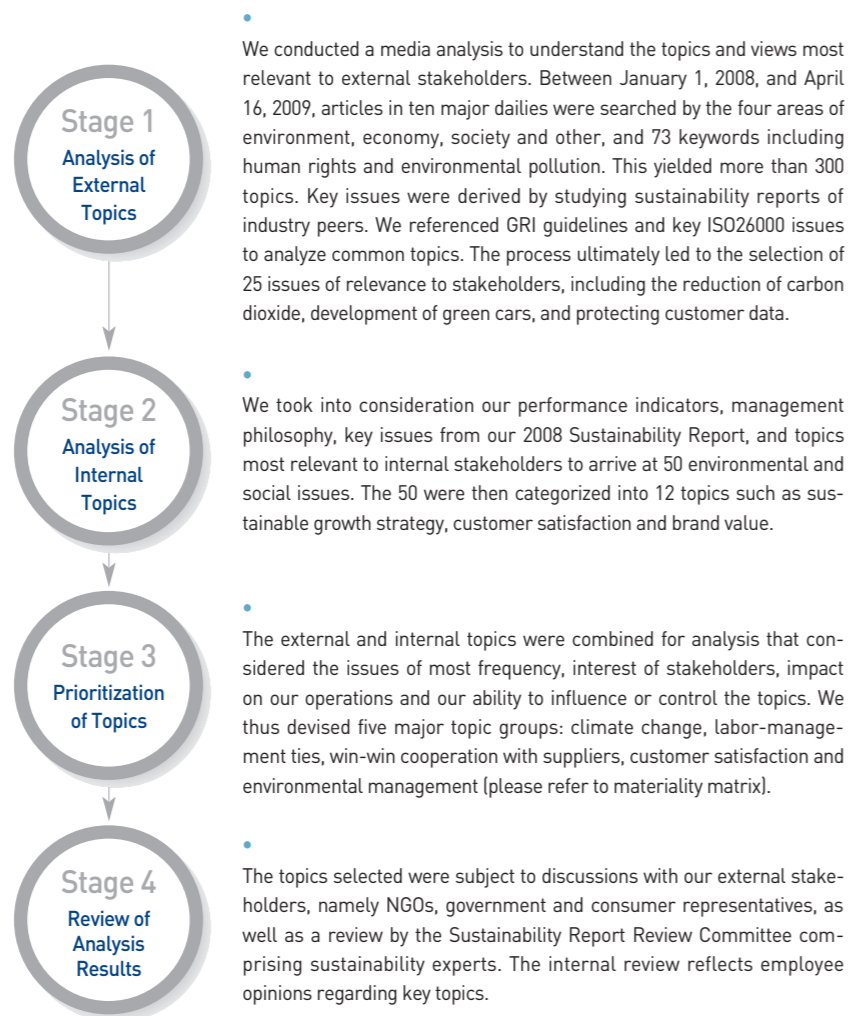 Stage 1
Analysis of
External
Topics
•
We conducted a media analysis to understand the topics and views most
relevant to external stakeholders. Between January 1, 2008, and April
16, 2009, articles in ten major dailies were searched by the four areas of
environment, economy, society and other, and 73 keywords including
human rights and environmental pollution. This yielded more than 300
topics. Key issues were derived by studying sustainability reports of
industry peers. We referenced GRI guidelines and key ISO26000 issues
to analyze common topics. The process ultimately led to the selection of
25 issues of relevance to stakeholders, including the reduction of carbon
dioxide, development of green cars, and protecting customer data.
Stage 2
Analysis of
Internal
Topics
•
We took into consideration our performance indicators, management
philosophy, key issues from our 2008 Sustainability Report, and topics
most relevant to internal stakeholders to arrive at 50 environmental and
social issues. The 50 were then categorized into 12 topics such as sus-
tainable growth strategy, customer satisfaction and brand value.
Stage 3
Prioritization
of Topics
•
The external and internal topics were combined for analysis that con-
sidered the issues of most frequency, interest of stakeholders, impact
on our operations and our ability to influence or control the topics. We
thus devised five major topic groups: climate change, labor-manage-
ment ties, win-win cooperation with suppliers, customer satisfaction and
environmental management (please refer to materiality matrix).
Stage 4
Review of
Analysis
Results
•
The topics selected were subject to discussions with our external stake-
holders, namely NGOs, government and consumer representatives, as
well as a review by the Sustainability Report Review Committee com-
prising sustainability experts. The internal review reflects employee
opinions regarding key topics.